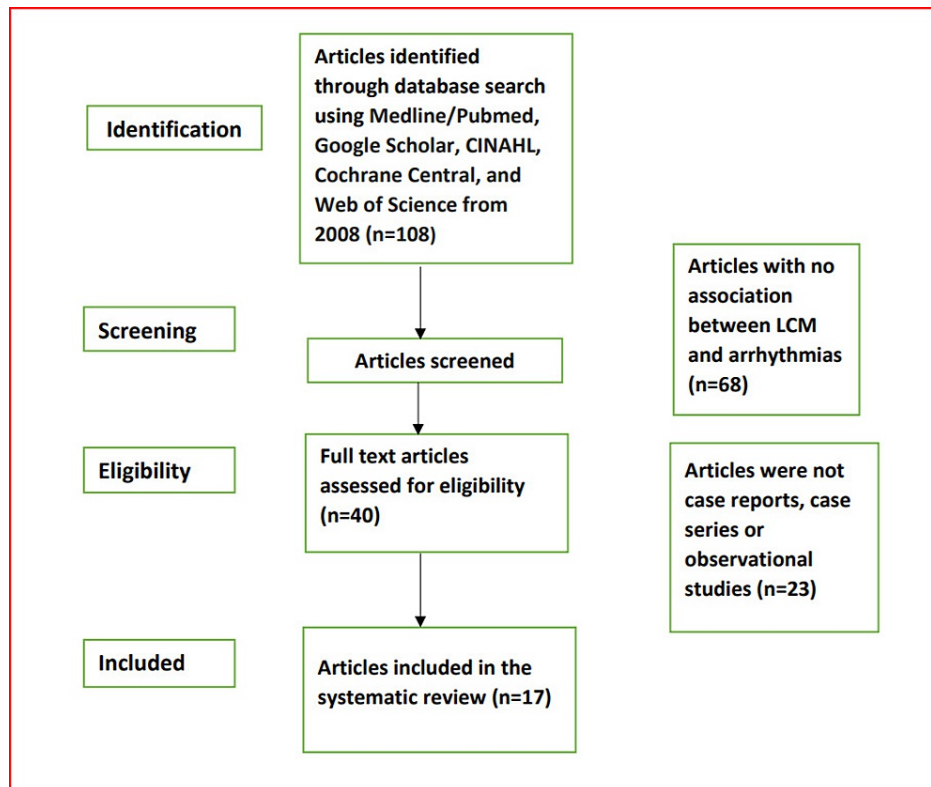 Identification
Articles identified
through database search
using Medline/Pubmed,
Google Scholar, CINAHL,
Cochrane Central, and
Web of Science from
2008 (n=108)
Screening
Articles screened
Articles with no
association
between LCM
and arrhythmias
(n=68)
Eligibility
Full text articles
assessed for eligibility
(n=40)
Articles were not
case reports, case
series or
observational
studies (n=23)
Included
Articles included in the
systematic review (n=17)